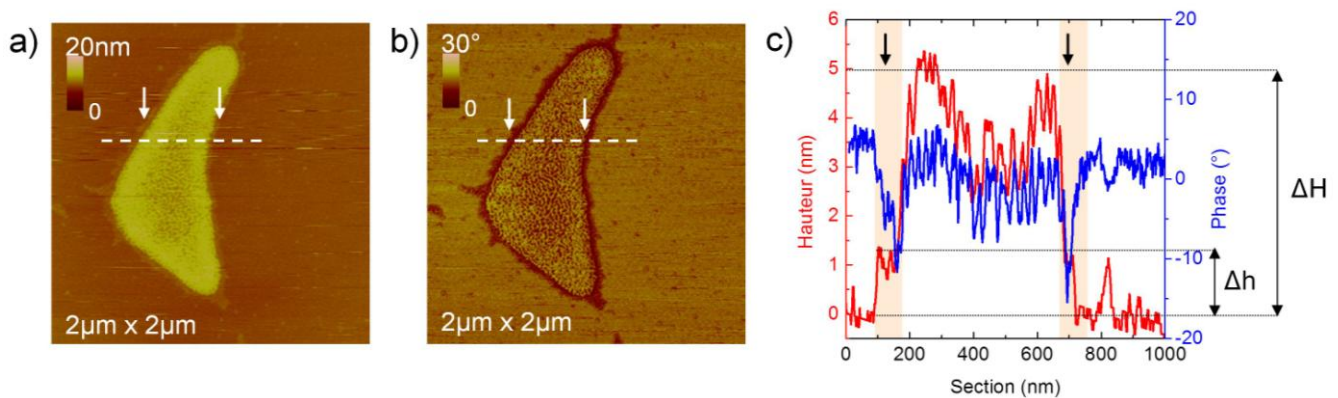 a)
20nm
0
2µm x 2µm
b)
30°
0
2µm x 2µm
c)
Hauteur (nm)
6
5
4
3
2
1
0
0 200 400 600 800 1000
Section (nm)
20
10
0
-10
-20
Phase (°)
ΔH
Δh